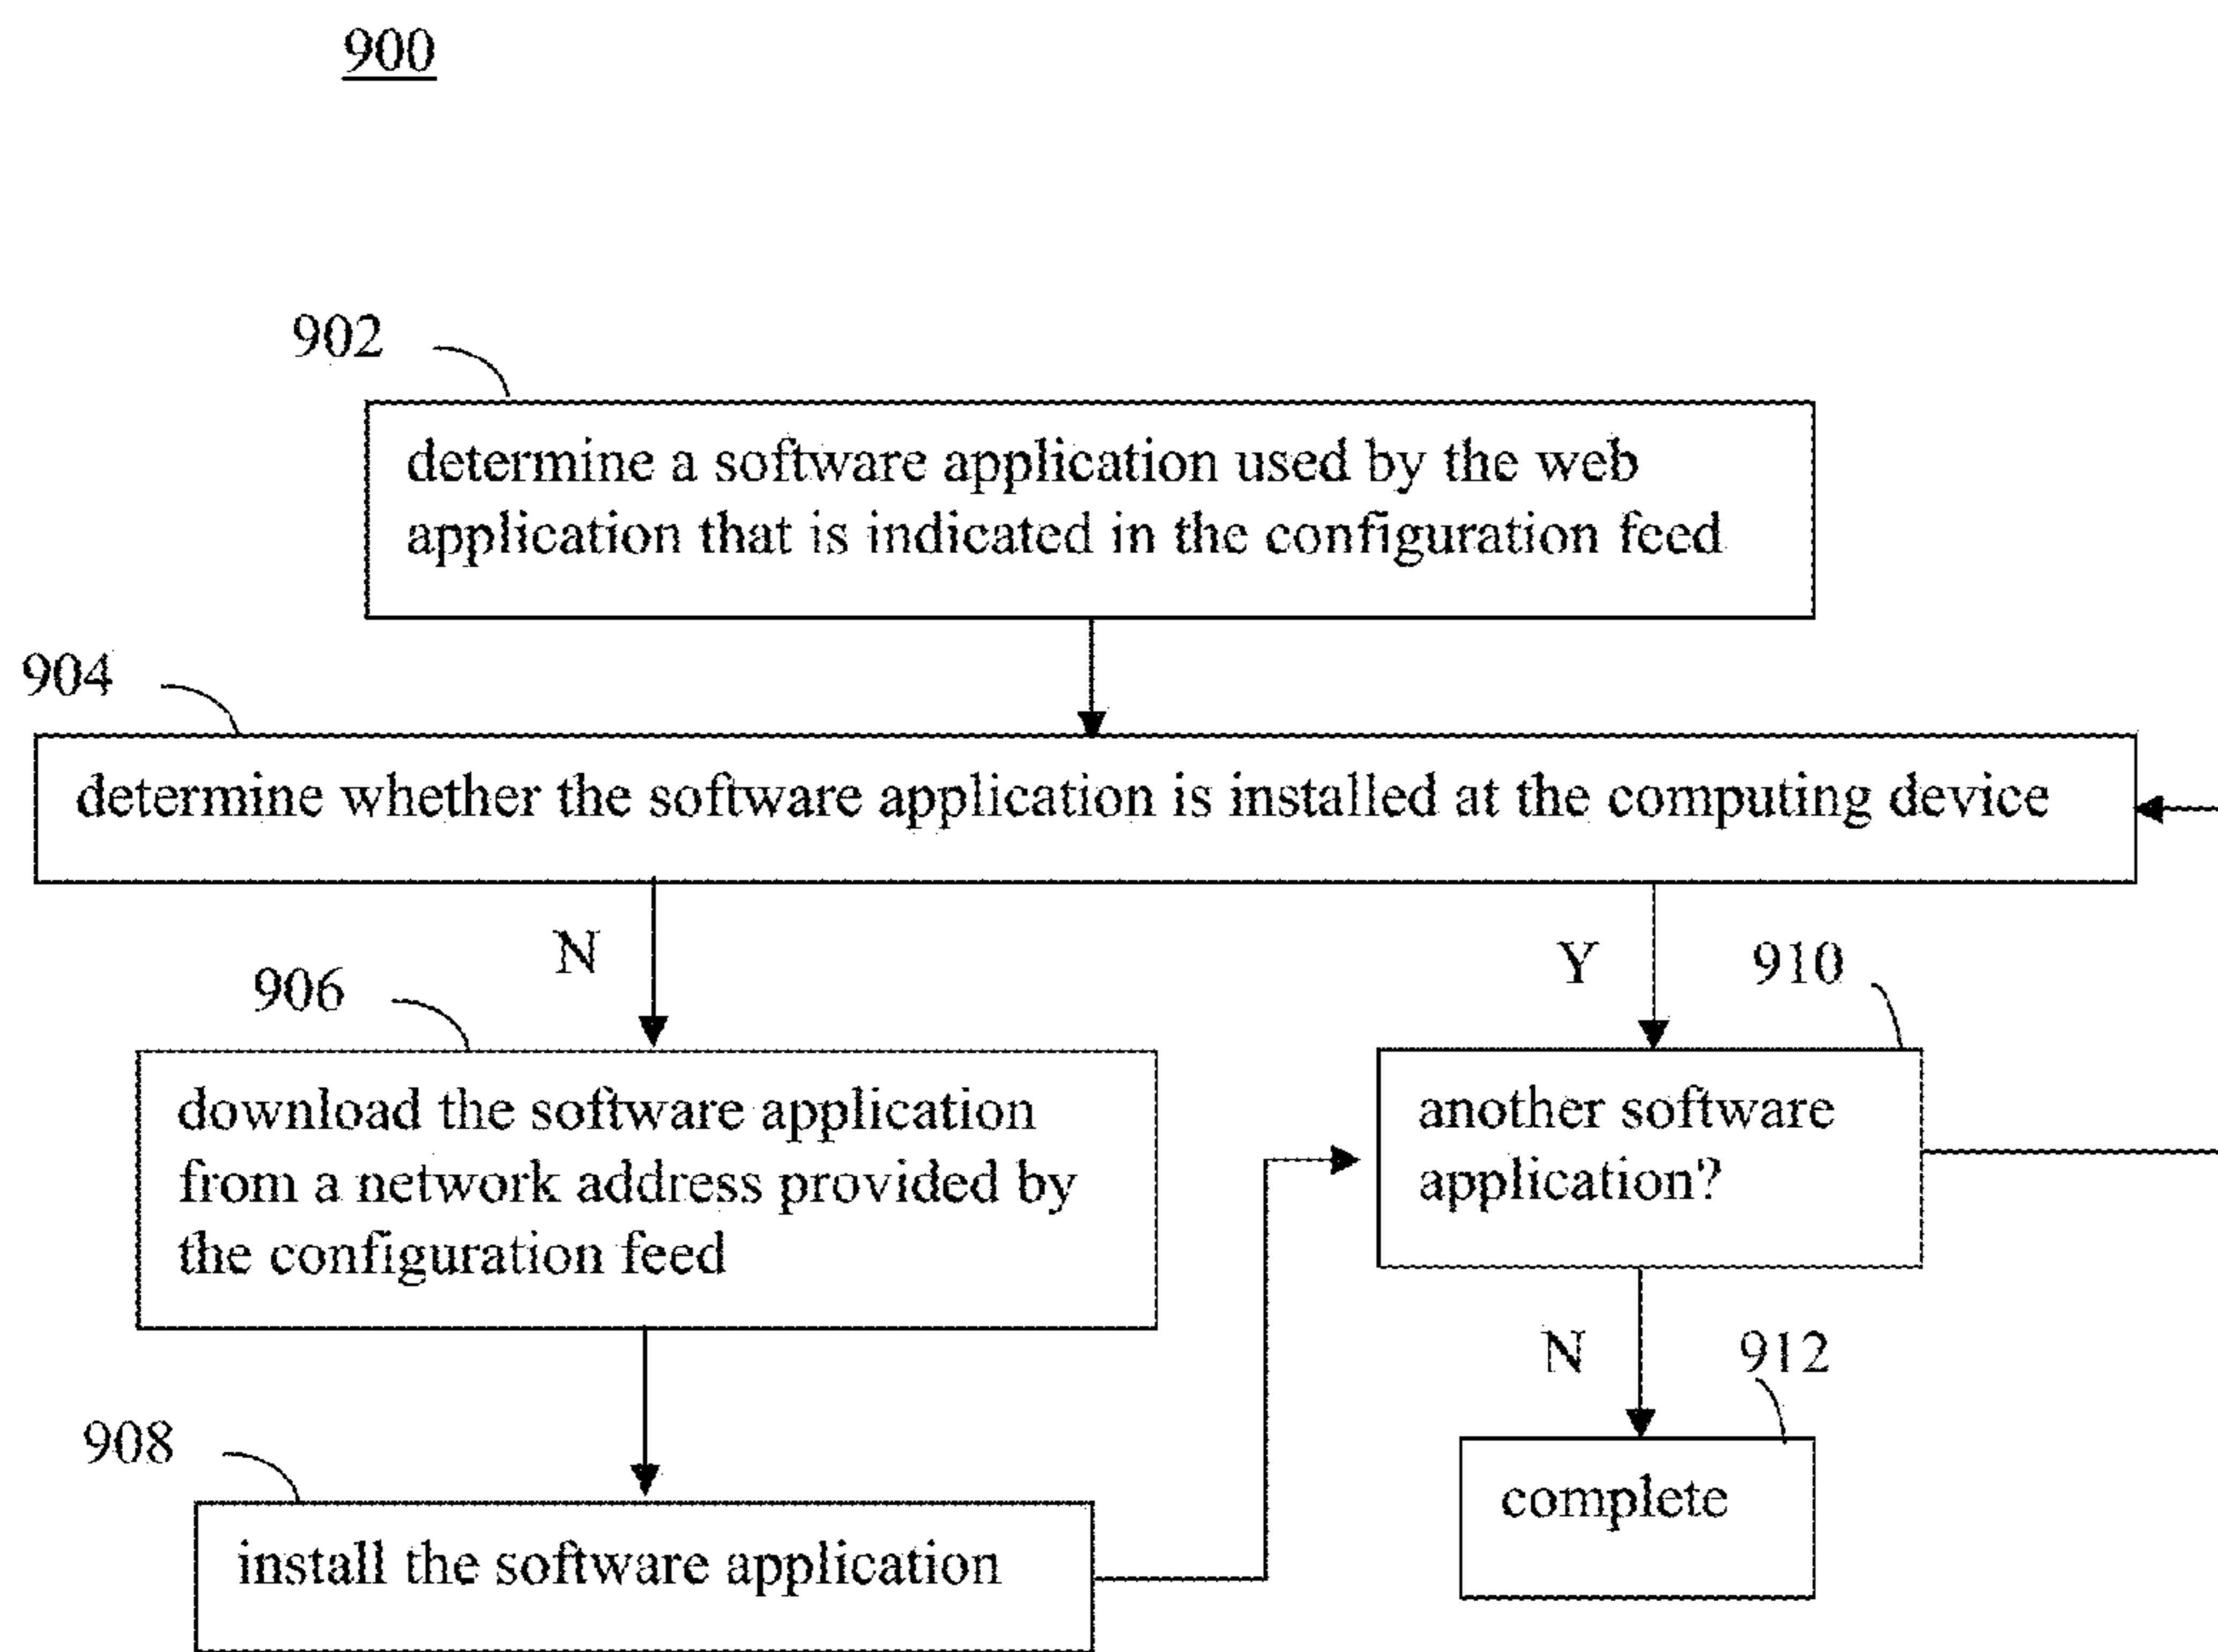 900
902
determine a software application used by the web
application that is indicated in the configuration feed
904
determine whether the software application is installed at the computing device
N
Y
910
906
download the software application
from a network address provided by
the configuration feed
another software
application?
N
912
908
install the software application
complete